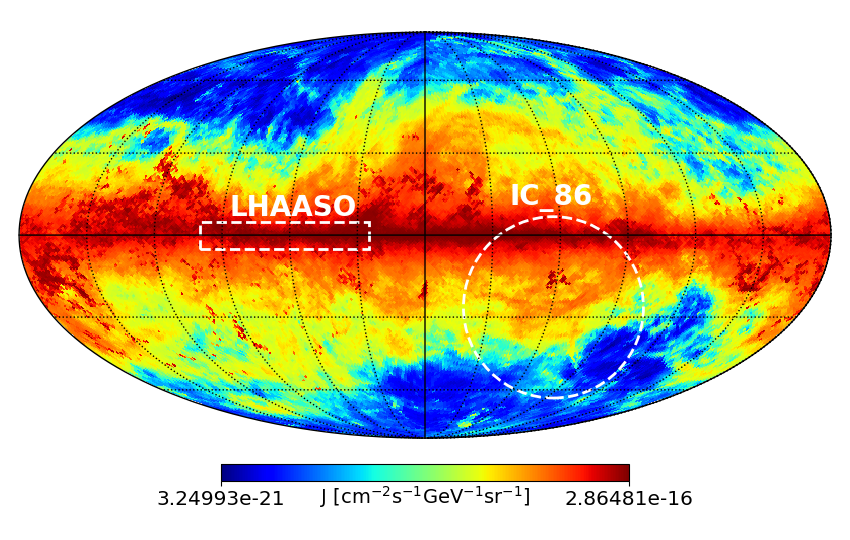 LHAASO
IC_86
3.24993e-21
J [cm⁻²s⁻¹GeV⁻¹sr⁻¹]
2.86481e-16